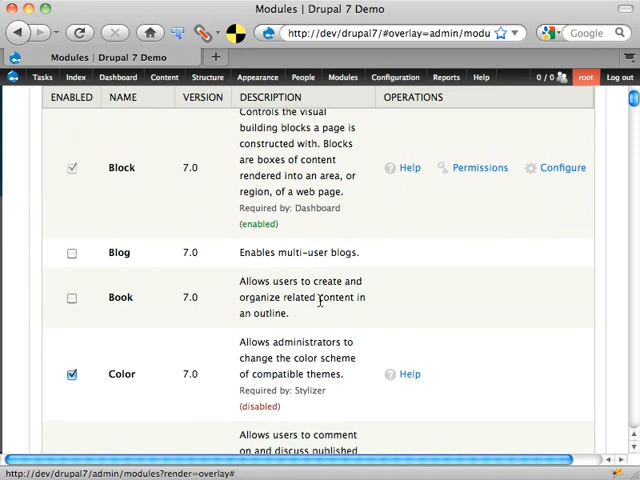 Modules | Drupal 7 Demo
http://dev/drupal7/#overlay=admin/modu
Google
Modules | Drupal 7 Demo
Tasks Index Dashboard Content Structure Appearance People Modules Configuration Reports Help 0 / 0 root Log out
ENABLED NAME VERSION DESCRIPTION OPERATIONS
Controls the visual
building blocks a page is
constructed with. Blocks
are boxes of content
Block 7.0 rendered into an area, or Help Permissions Configure
region, of a web page.
Required by: Dashboard
(enabled)
Blog 7.0 Enables multi-user blogs.
Allows users to create and
Book 7.0 organize related content in
an outline.
Allows administrators to
change the color scheme
Color 7.0 of compatible themes. Help
Required by: Stylizer
(disabled)
Allows users to comment
on and discuss published
http://dev/drupal7/admin/modules?render=overlay#